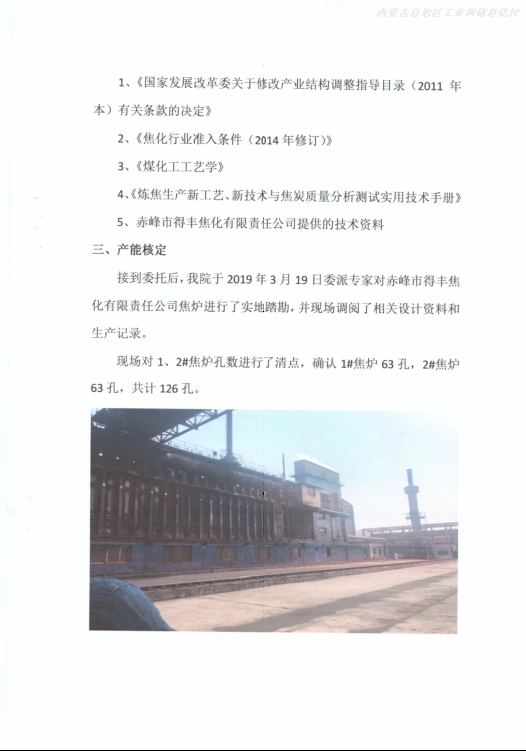 内蒙古自治区工业和信息化厅
1、《国家发展改革委关于修改产业结构调整指导目录（2011 年
本）有关条款的决定》
2、《焦化行业准入条件（2014 年修订）》
3、《煤化工工艺学》
4、《炼焦生产新工艺、新技术与焦炭质量分析测试实用技术手册》
5、赤峰市得丰焦化有限责任公司提供的技术资料
三、产能核定
接到委托后，我院于 2019 年 3 月 19 日委派专家对赤峰市得丰焦
化有限责任公司焦炉进行了实地踏勘，并现场调阅了相关设计资料和
生产记录。
现场对 1、2#焦炉孔数进行了清点，确认 1#焦炉 63 孔，2#焦炉
63 孔，共计 126 孔。